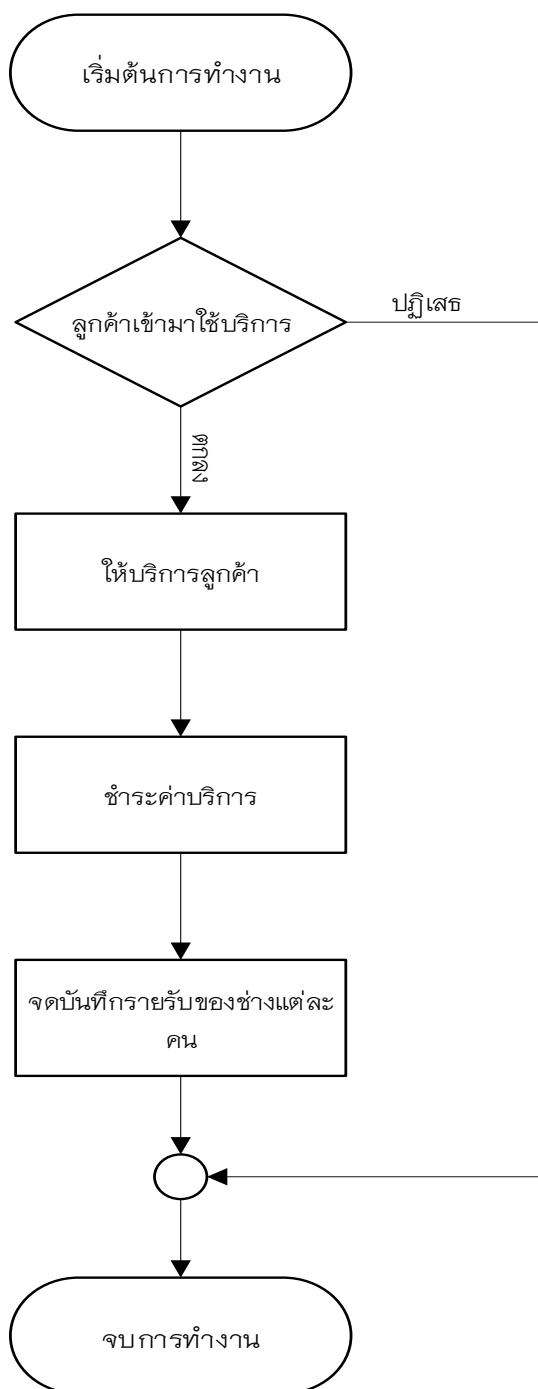 เริ่มต้นการทำงาน
ลูกค้าเข้ามาใช้บริการ
ปฏิเสธ
ตกลง
ให้บริการลูกค้า
ชำระค่าบริการ
จดบันทึกรายรับของช่างแต่ละ
คน
จบการทำงาน